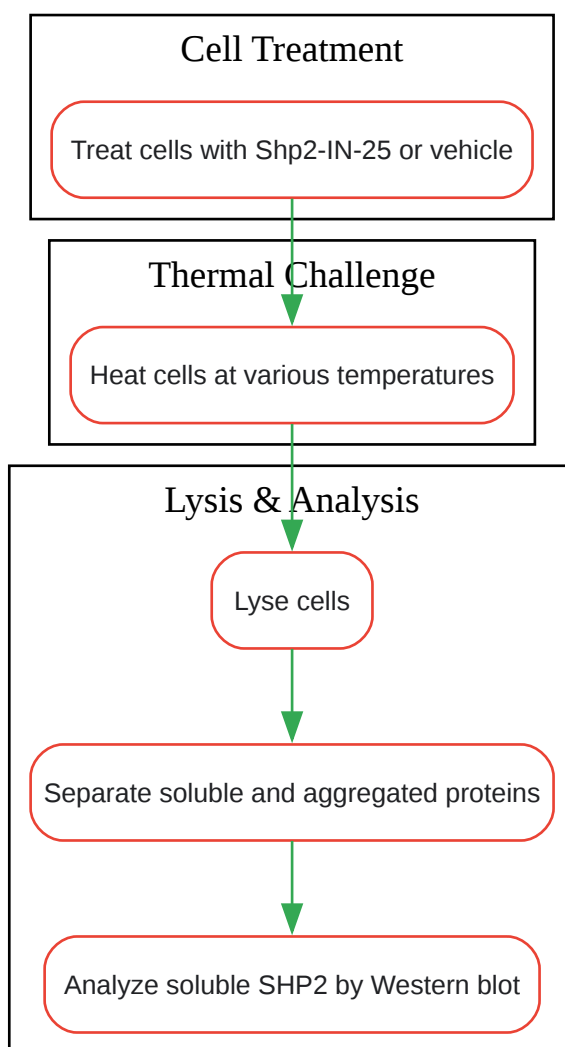 Cell Treatment
Treat cells with Shp2-IN-25 or vehicle
Thermal Challenge
Heat cells at various temperatures
Lysis & Analysis
Lyse cells
Separate soluble and aggregated proteins
Analyze soluble SHP2 by Western blot